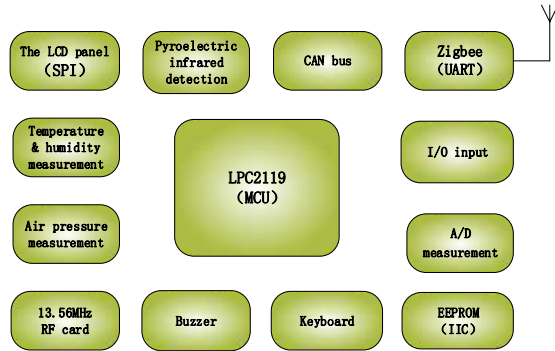 The LCD panel
(SPI)
Pyroelectric
infrared
detection
CAN bus
Zigbee
(UART)
Temperature
& humidity
measurement
LPC2119
(MCU)
I/O input
Air pressure
measurement
A/D
measurement
13.56MHz
RF card
Buzzer
Keyboard
EEPROM
(IIC)